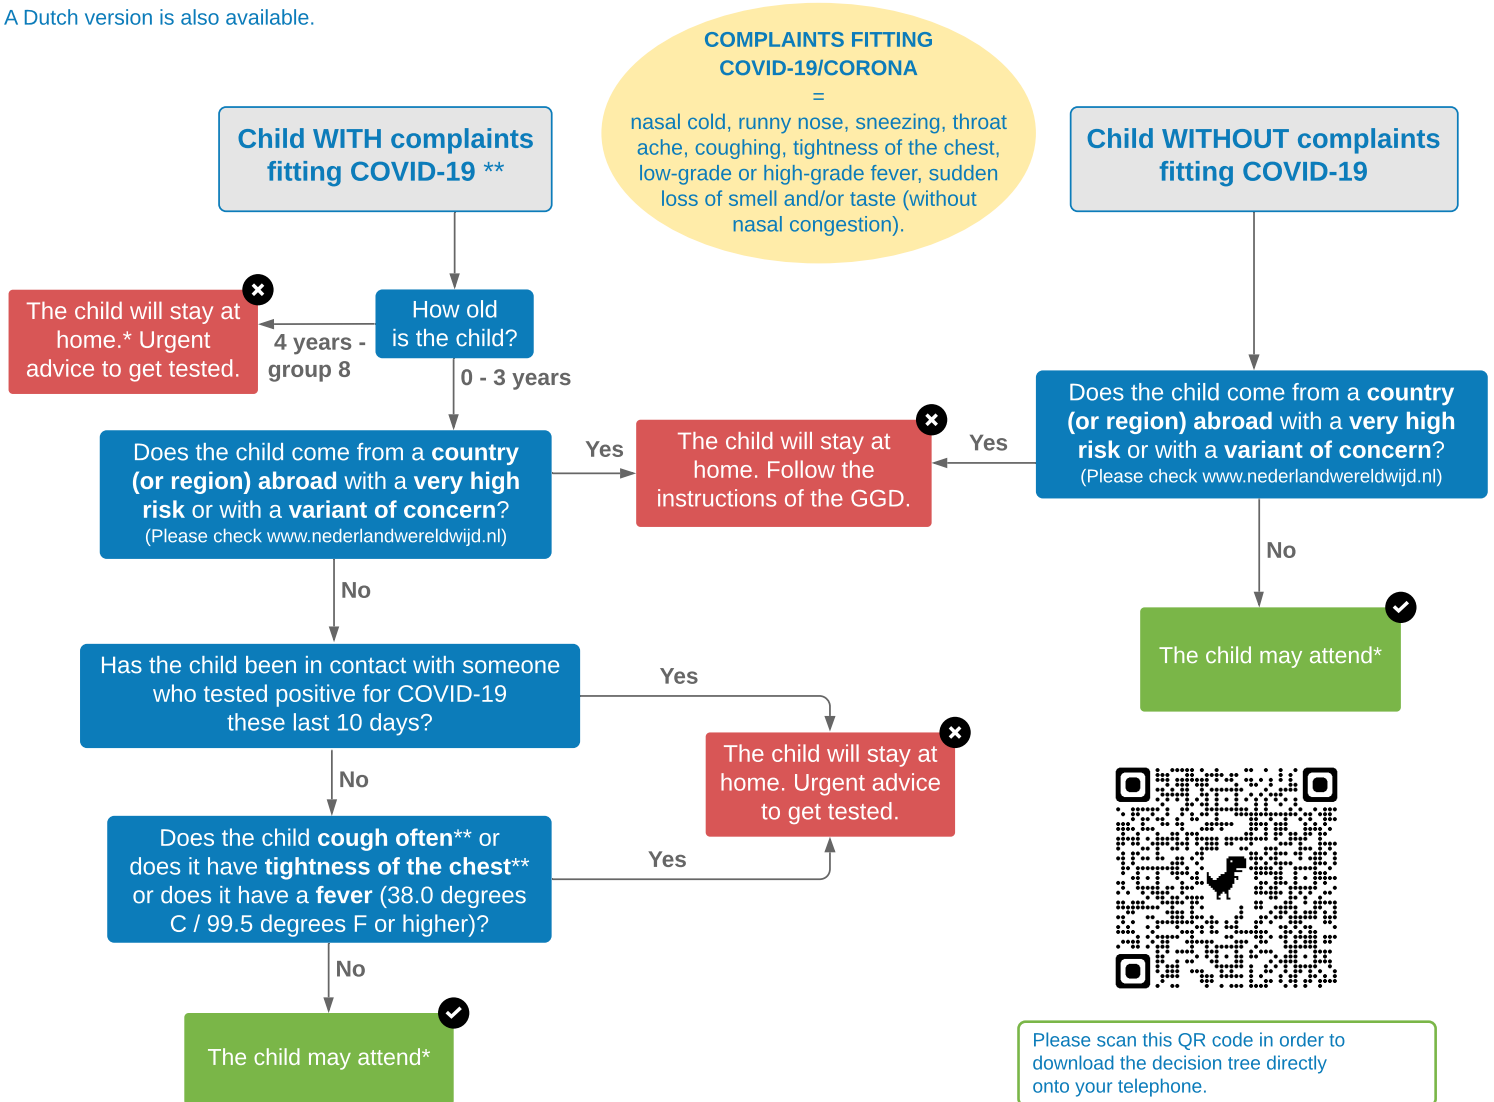 A Dutch version is also available.
COMPLAINTS FITTING
COVID-19/CORONA
=
nasal cold, runny nose, sneezing, throat
ache, coughing, tightness of the chest,
low-grade or high-grade fever, sudden
loss of smell and/or taste (without
nasal congestion).
Child WITH complaints
fitting COVID-19 **
Child WITHOUT complaints
fitting COVID-19
How old
is the child?
4 years -
group 8
The child will stay at
home.* Urgent
advice to get tested.
0 - 3 years
Does the child come from a country
(or region) abroad with a very high
risk or with a variant of concern?
(Please check www.nederlandwereldwijd.nl)
Yes
The child will stay at
home. Follow the
instructions of the GGD.
Yes
Does the child come from a country
(or region) abroad with a very high
risk or with a variant of concern?
(Please check www.nederlandwereldwijd.nl)
No
No
The child may attend*
Has the child been in contact with someone
who tested positive for COVID-19
these last 10 days?
Yes
The child will stay at
home. Urgent advice
to get tested.
No
Does the child cough often** or
does it have tightness of the chest**
or does it have a fever (38.0 degrees
C / 99.5 degrees F or higher)?
Yes
No
The child may attend*
Please scan this QR code in order to
download the decision tree directly
onto your telephone.